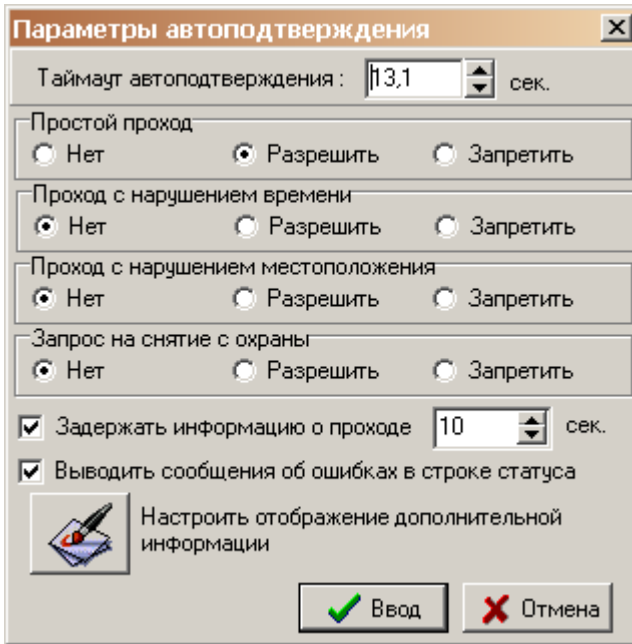 Параметры автоподтверждения
Таймаут автоподтверждения : 13,1 сек.
Простой проход
Нет Разрешить Запретить
Проход с нарушением времени
Нет Разрешить Запретить
Проход с нарушением местоположения
Нет Разрешить Запретить
Запрос на снятие с охраны
Нет Разрешить Запретить
Задержать информацию о проходе 10 сек.
Выводить сообщения об ошибках в строке статуса
Настроить отображение дополнительной
информации
Ввод Отмена